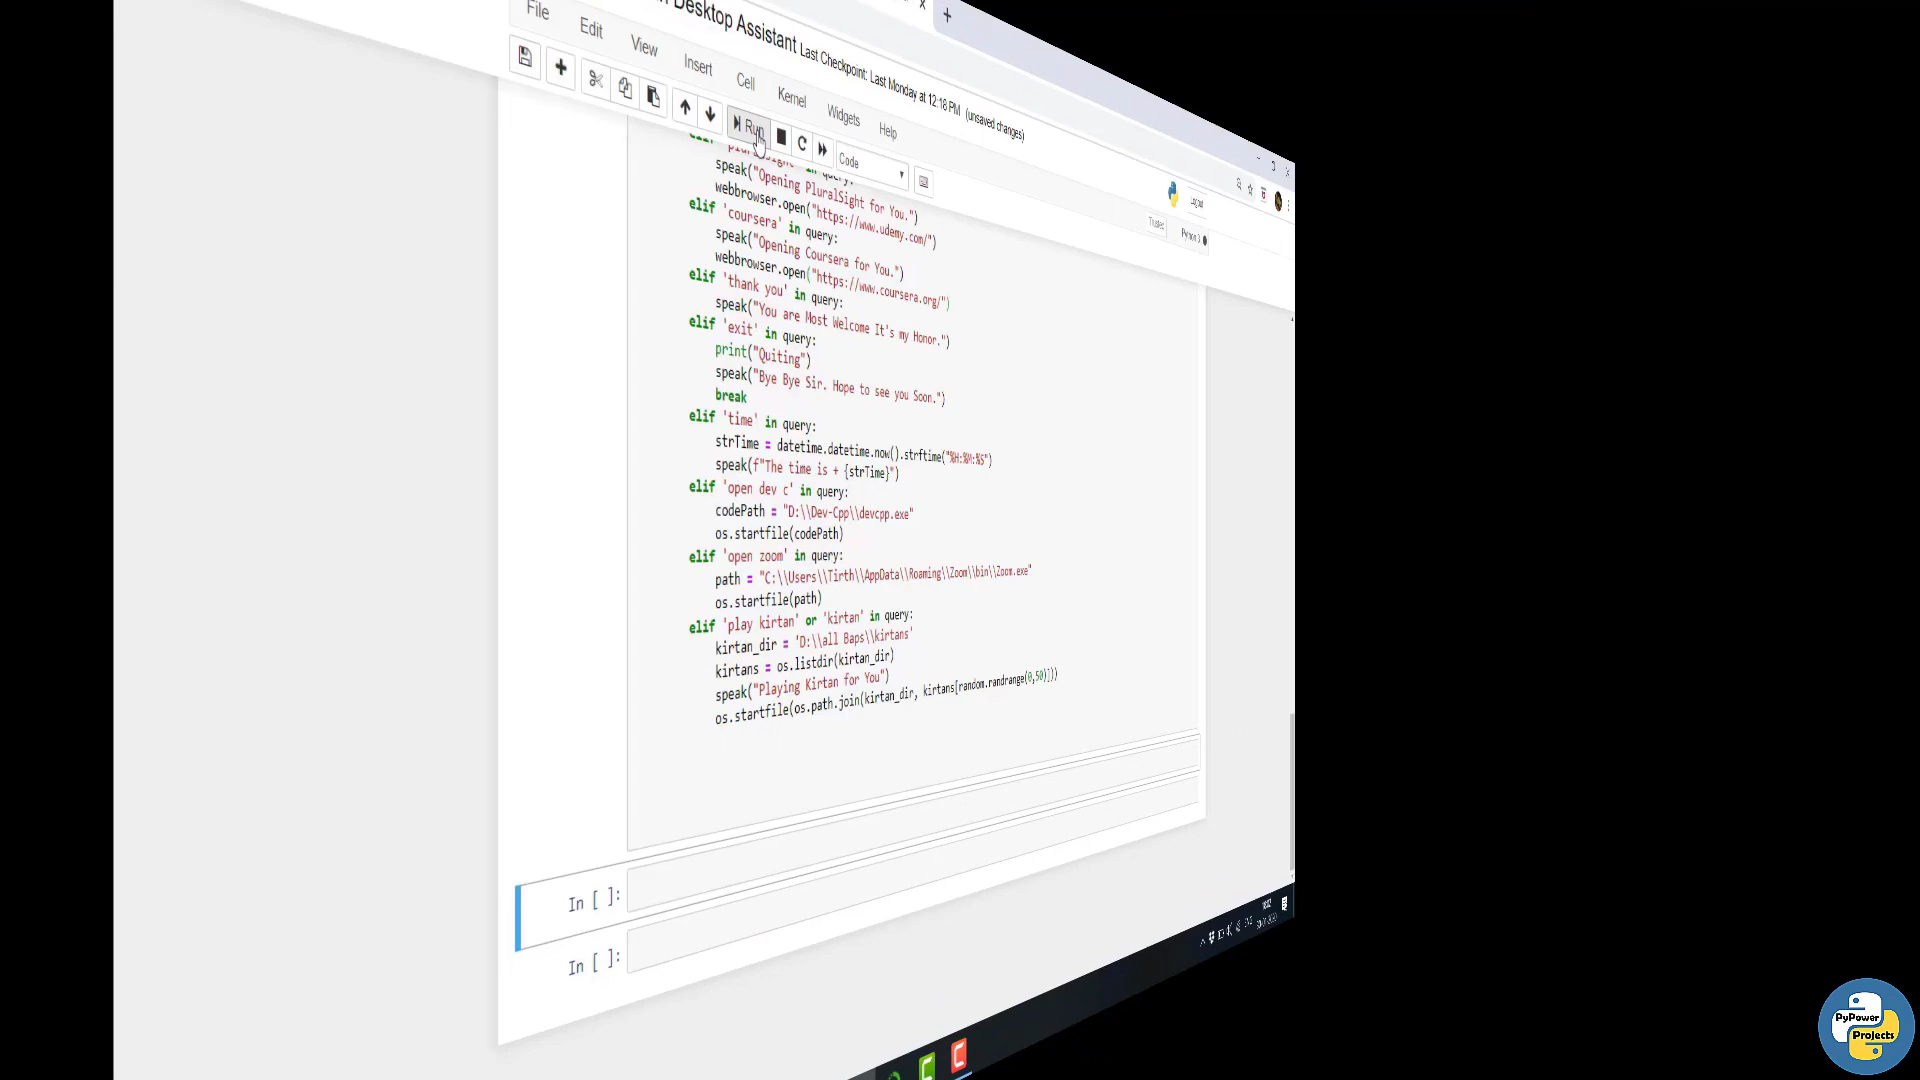 Desktop Assistant Last Checkpoint: Last Monday at 12:18 PM (unsaved changes)
File Edit View Insert Cell Kernel Widgets Help
Logout
Run Code
Trusted Python 3
elif 'pluralsight' in query:
speak("Opening PluralSight for You.")
webbrowser.open("https://www.udemy.com/")
elif 'coursera' in query:
speak("Opening Coursera for You.")
webbrowser.open("https://www.coursera.org/")
elif 'thank you' in query:
speak("You are Most Welcome It's my Honor.")
elif 'exit' in query:
print("Quiting")
speak("Bye Bye Sir. Hope to see you Soon.")
break
elif 'time' in query:
strTime = datetime.datetime.now().strftime("%H:%M:%S")
speak(f"The time is + {strTime}")
elif 'open dev c' in query:
codePath = "D:\\Dev-Cpp\\devcpp.exe"
os.startfile(codePath)
elif 'open zoom' in query:
path = "C:\\Users\\Tirth\\AppData\\Roaming\\Zoom\\bin\\Zoom.exe"
os.startfile(path)
elif 'play kirtan' or 'kirtan' in query:
kirtan_dir = 'D:\\all Baps\\kirtans'
kirtans = os.listdir(kirtan_dir)
speak("Playing Kirtan for You")
os.startfile(os.path.join(kirtan_dir, kirtans[random.randrange(0,50)]))
In [ ]:
In [ ]:
PyPower
Projects